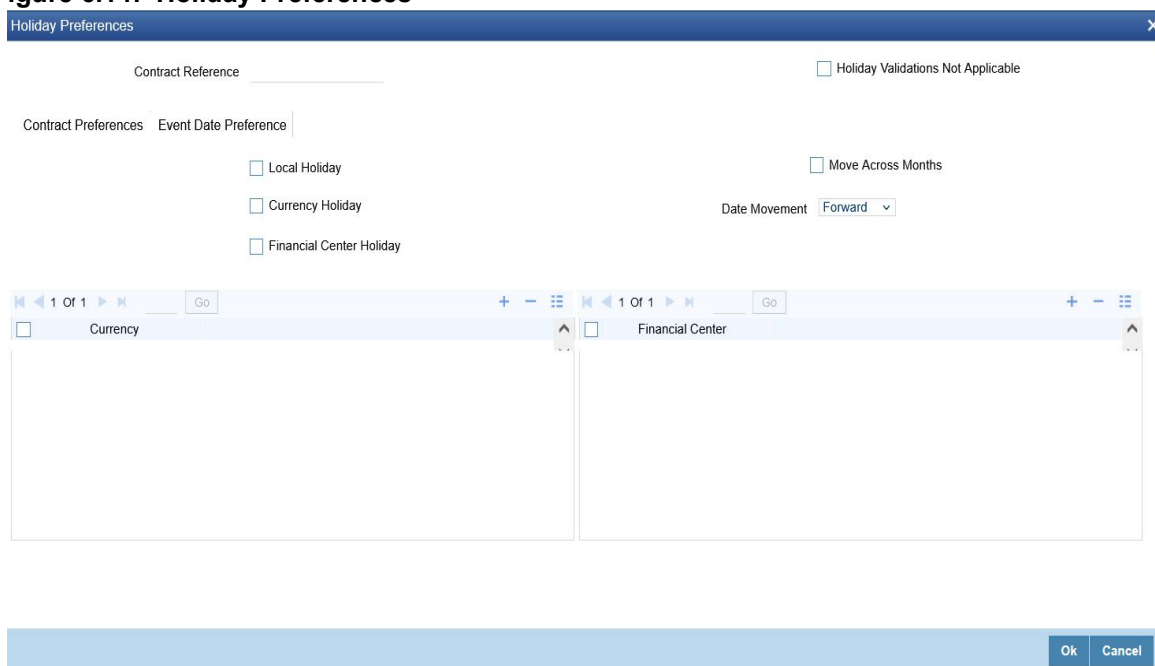 Holiday Preferences
Contract Reference
Holiday Validations Not Applicable
Contract Preferences Event Date Preference
Local Holiday
Move Across Months
Currency Holiday
Date Movement Forward
Financial Center Holiday
1 Of 1 Go
1 Of 1 Go
Currency
Financial Center
Ok Cancel